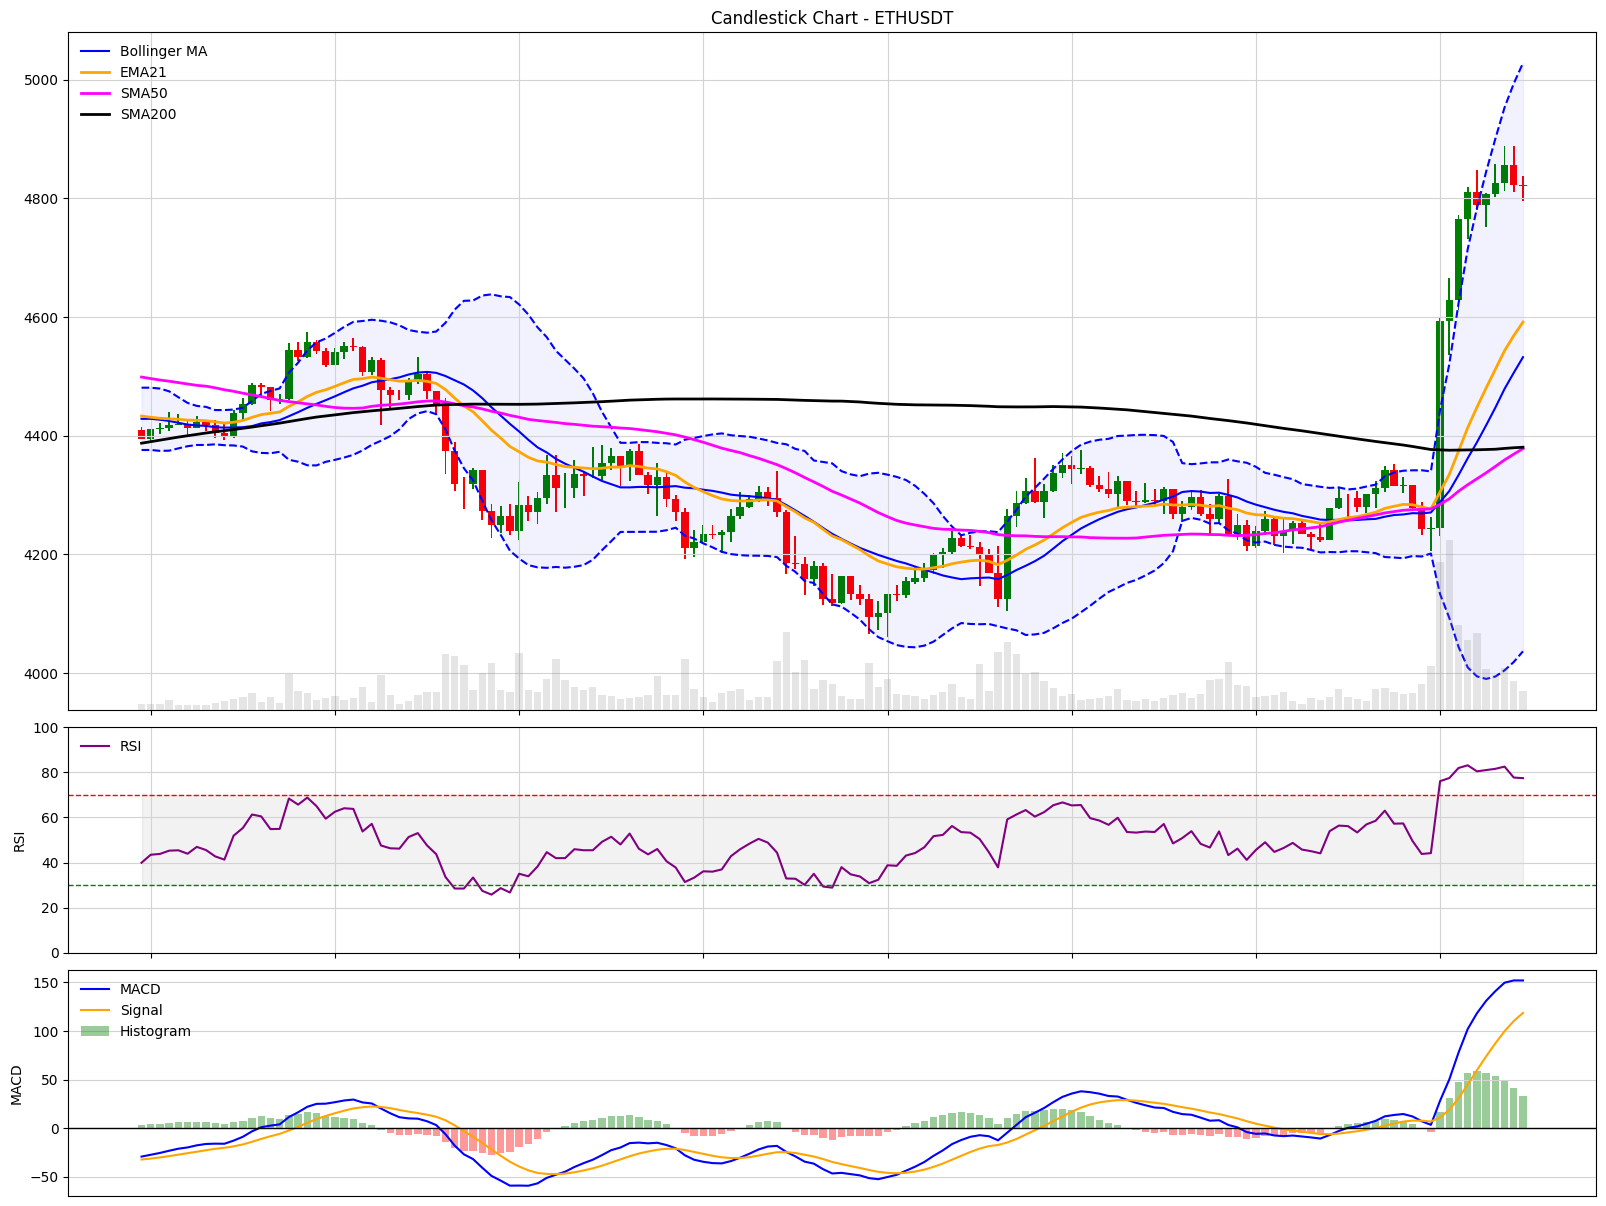 Candlestick Chart - ETHUSDT
Bollinger MA
EMA21
SMA50
SMA200
5000
4800
4600
4400
4200
4000
RSI
100
80
60
40
20
0
RSI
MACD
Signal
Histogram
150
100
50
0
−50
MACD